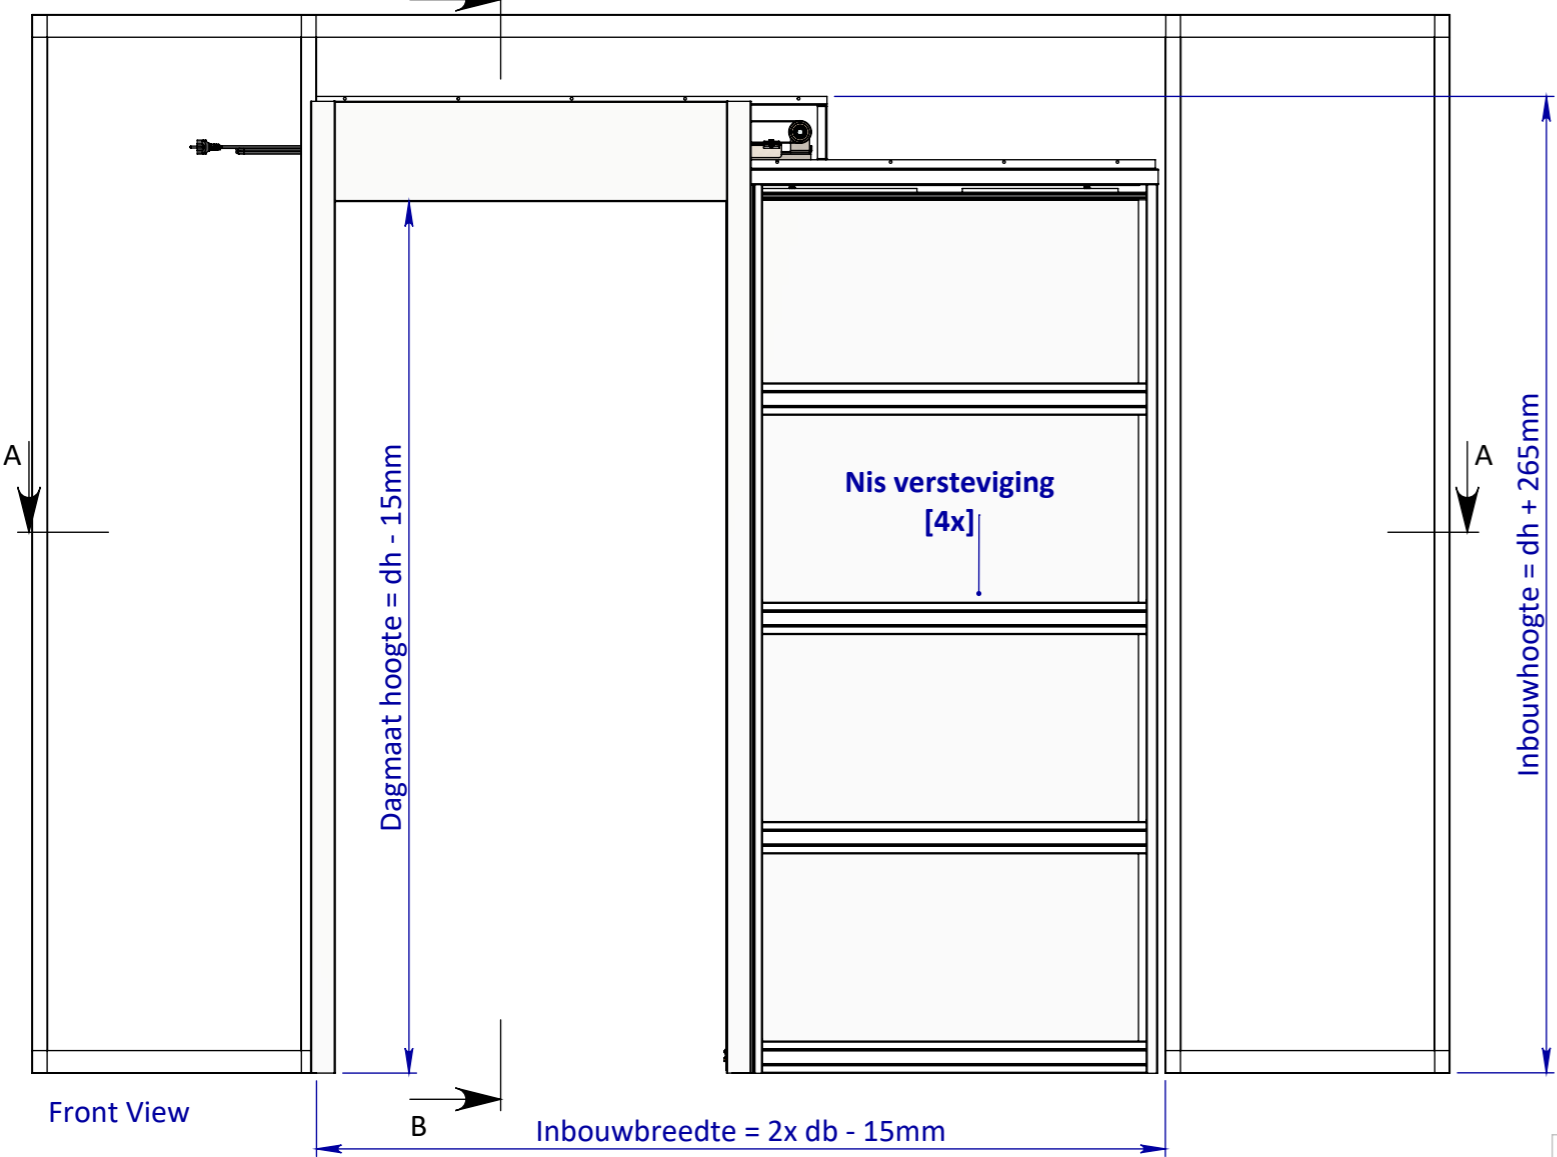 A
A
Nis versteviging
[4x]
Dagmaat hoogte = dh - 15mm
Inbouwhoogte = dh + 265mm
Front View
B
Inbouwbreedte = 2x db - 15mm